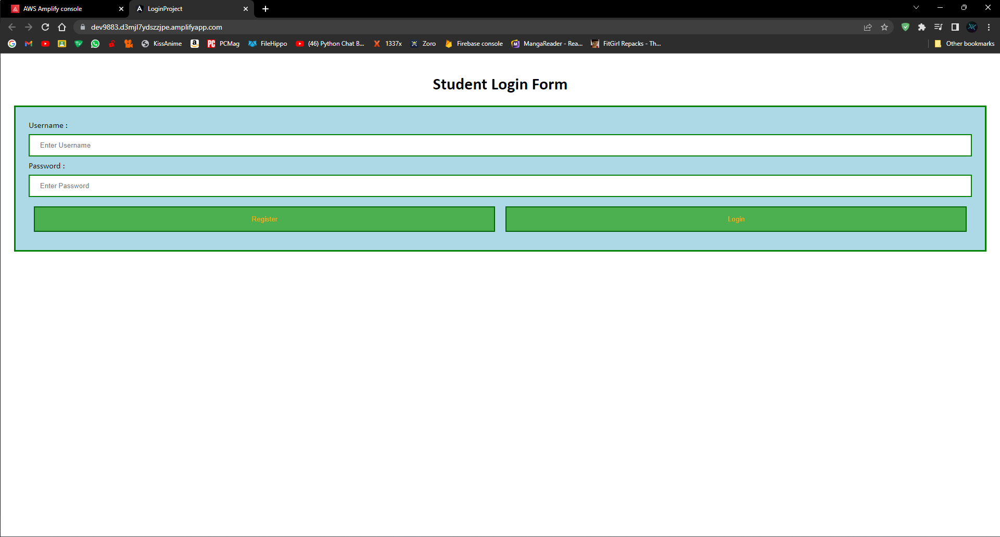 AWS Amplify console
LoginProject
dev9883.d3mjl7ydszzjpe.amplifyapp.com
KissAnime
PCMag
FileHippo
(46) Python Chat B...
1337x
Zoro
Firebase console
MangaReader - Rea...
FitGirl Repacks - Th...
Other bookmarks
Student Login Form
Username :
Enter Username
Password :
Enter Password
Register
Login